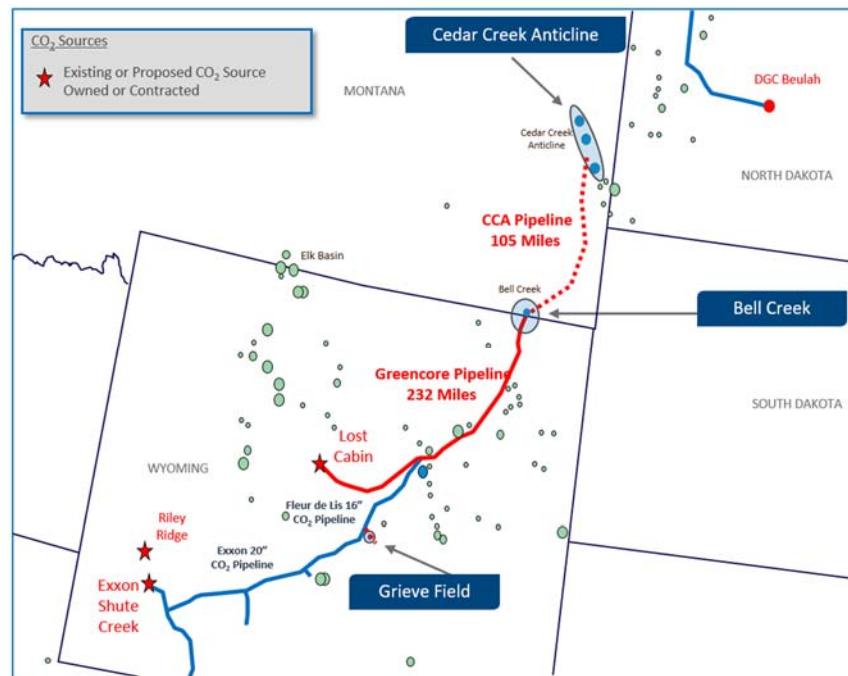 CO₂ Sources
Existing or Proposed CO₂ Source
Owned or Contracted
Cedar Creek Anticline
DGC Beulah
MONTANA
Cedar Creek
Anticline
NORTH DAKOTA
CCA Pipeline
105 Miles
Elk Basin
Bell Creek
Bell Creek
Greencore Pipeline
232 Miles
SOUTH DAKOTA
Lost
Cabin
WYOMING
Fleur de Lis 16"
CO₂ Pipeline
Riley
Ridge
Exxon 20"
CO₂ Pipeline
Exxon
Shute
Creek
Grieve Field